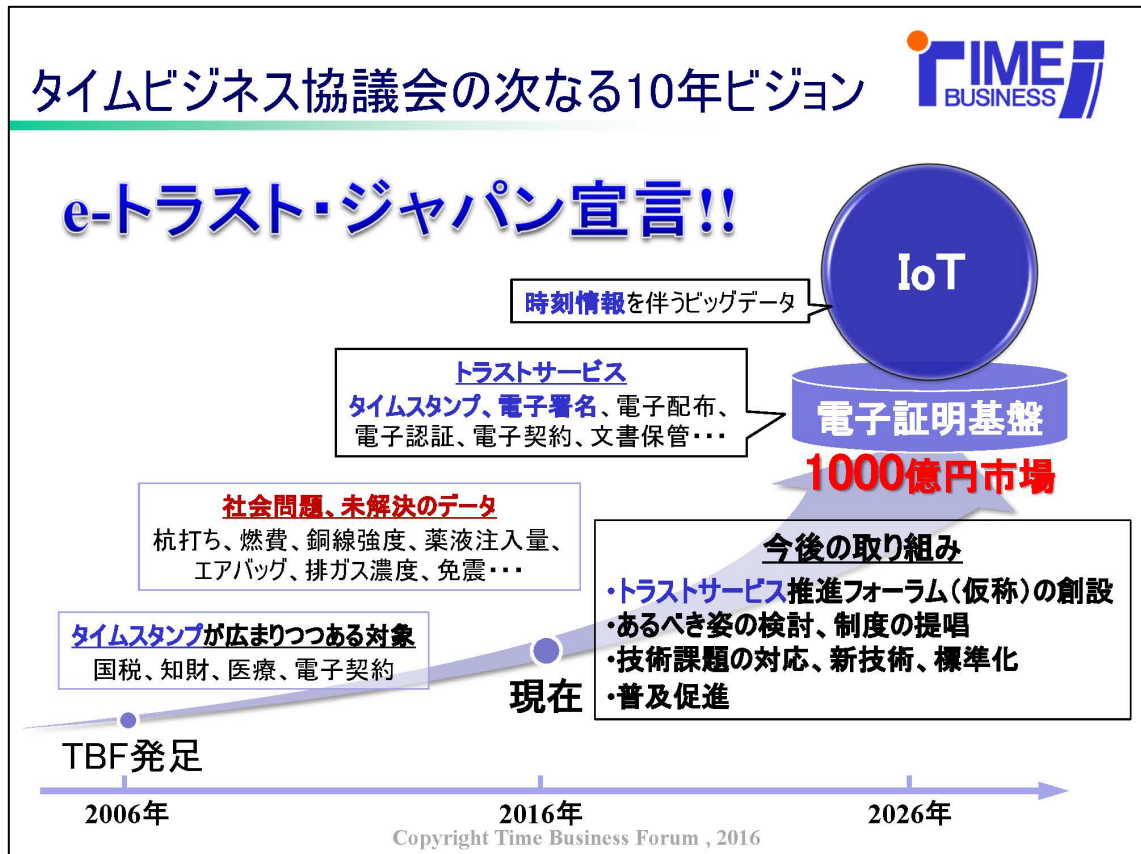 タイムビジネス協議会の次なる10年ビジョン
TIME
BUSINESS
e-トラスト・ジャパン宣言!!
IoT
時刻情報を伴うビッグデータ
トラストサービス
タイムスタンプ、電子署名、電子配布、
電子認証、電子契約、文書保管・・・
電子証明基盤
1000億円市場
社会問題、未解決のデータ
杭打ち、燃費、銅線強度、薬液注入量、
エアバッグ、排ガス濃度、免震・・・
今後の取り組み
・トラストサービス推進フォーラム(仮称)の創設
・あるべき姿の検討、制度の提唱
・技術課題の対応、新技術、標準化
・普及促進
タイムスタンプが広まりつつある対象
国税、知財、医療、電子契約
現在
TBF発足
2006年
2016年
2026年
Copyright Time Business Forum , 2016